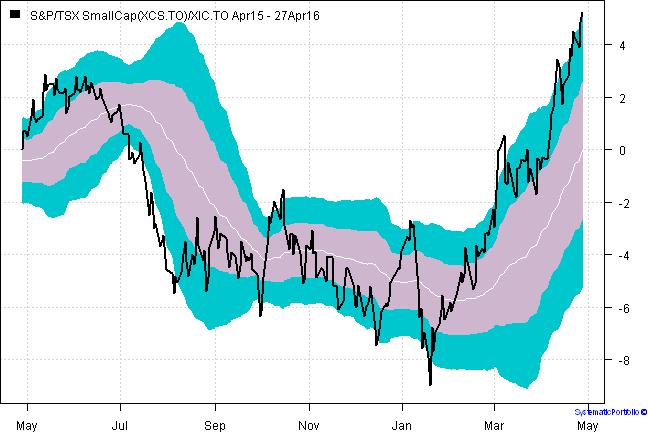 S&P/TSX SmallCap(XCS.TO)/XIC.TO Apr15 - 27Apr16
4
2
0
-2
-4
-6
-8
SystematicPortfolio ©
May Jul Sep Nov Jan Mar May